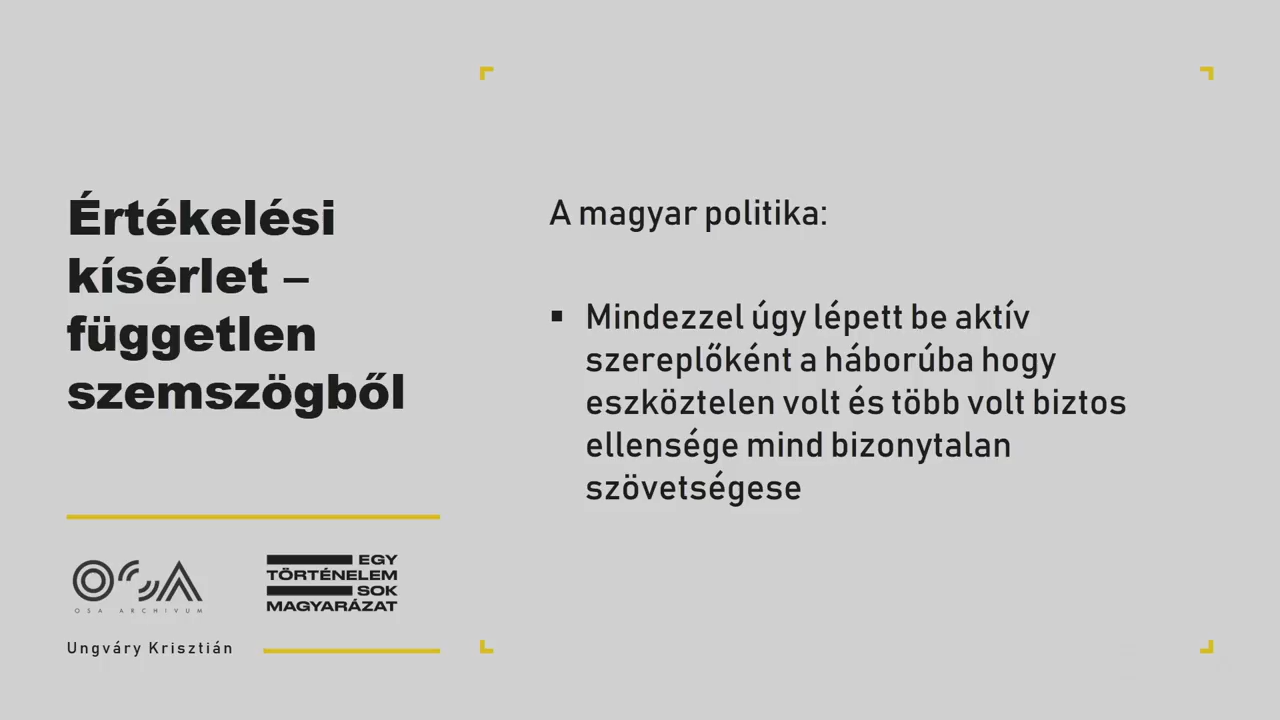 Értékelési
kísérlet –
független
szemszögből
A magyar politika:
▪ Mindezzel úgy lépett be aktív
szereplőként a háborúba hogy
eszköztelen volt és több volt biztos
ellensége mind bizonytalan
szövetségese
OSA
OSA ARCHIVUM
EGY
TÖRTÉNELEM
SOK
MAGYARÁZAT
Ungváry Krisztián